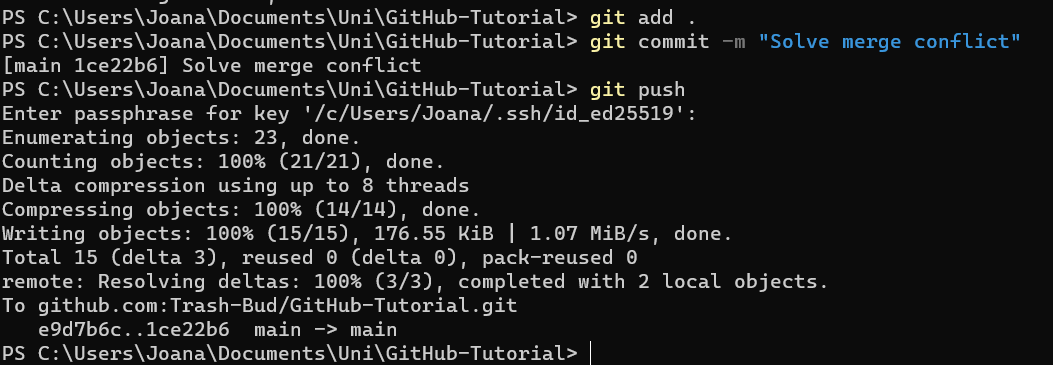 PS C:\Users\Joana\Documents\Uni\GitHub-Tutorial> git add .
PS C:\Users\Joana\Documents\Uni\GitHub-Tutorial> git commit -m "Solve merge conflict"
[main 1ce22b6] Solve merge conflict
PS C:\Users\Joana\Documents\Uni\GitHub-Tutorial> git push
Enter passphrase for key '/c/Users/Joana/.ssh/id_ed25519':
Enumerating objects: 23, done.
Counting objects: 100% (21/21), done.
Delta compression using up to 8 threads
Compressing objects: 100% (14/14), done.
Writing objects: 100% (15/15), 176.55 KiB | 1.07 MiB/s, done.
Total 15 (delta 3), reused 0 (delta 0), pack-reused 0
remote: Resolving deltas: 100% (3/3), completed with 2 local objects.
To github.com:Trash-Bud/GitHub-Tutorial.git
   e9d7b6c..1ce22b6  main -> main
PS C:\Users\Joana\Documents\Uni\GitHub-Tutorial>